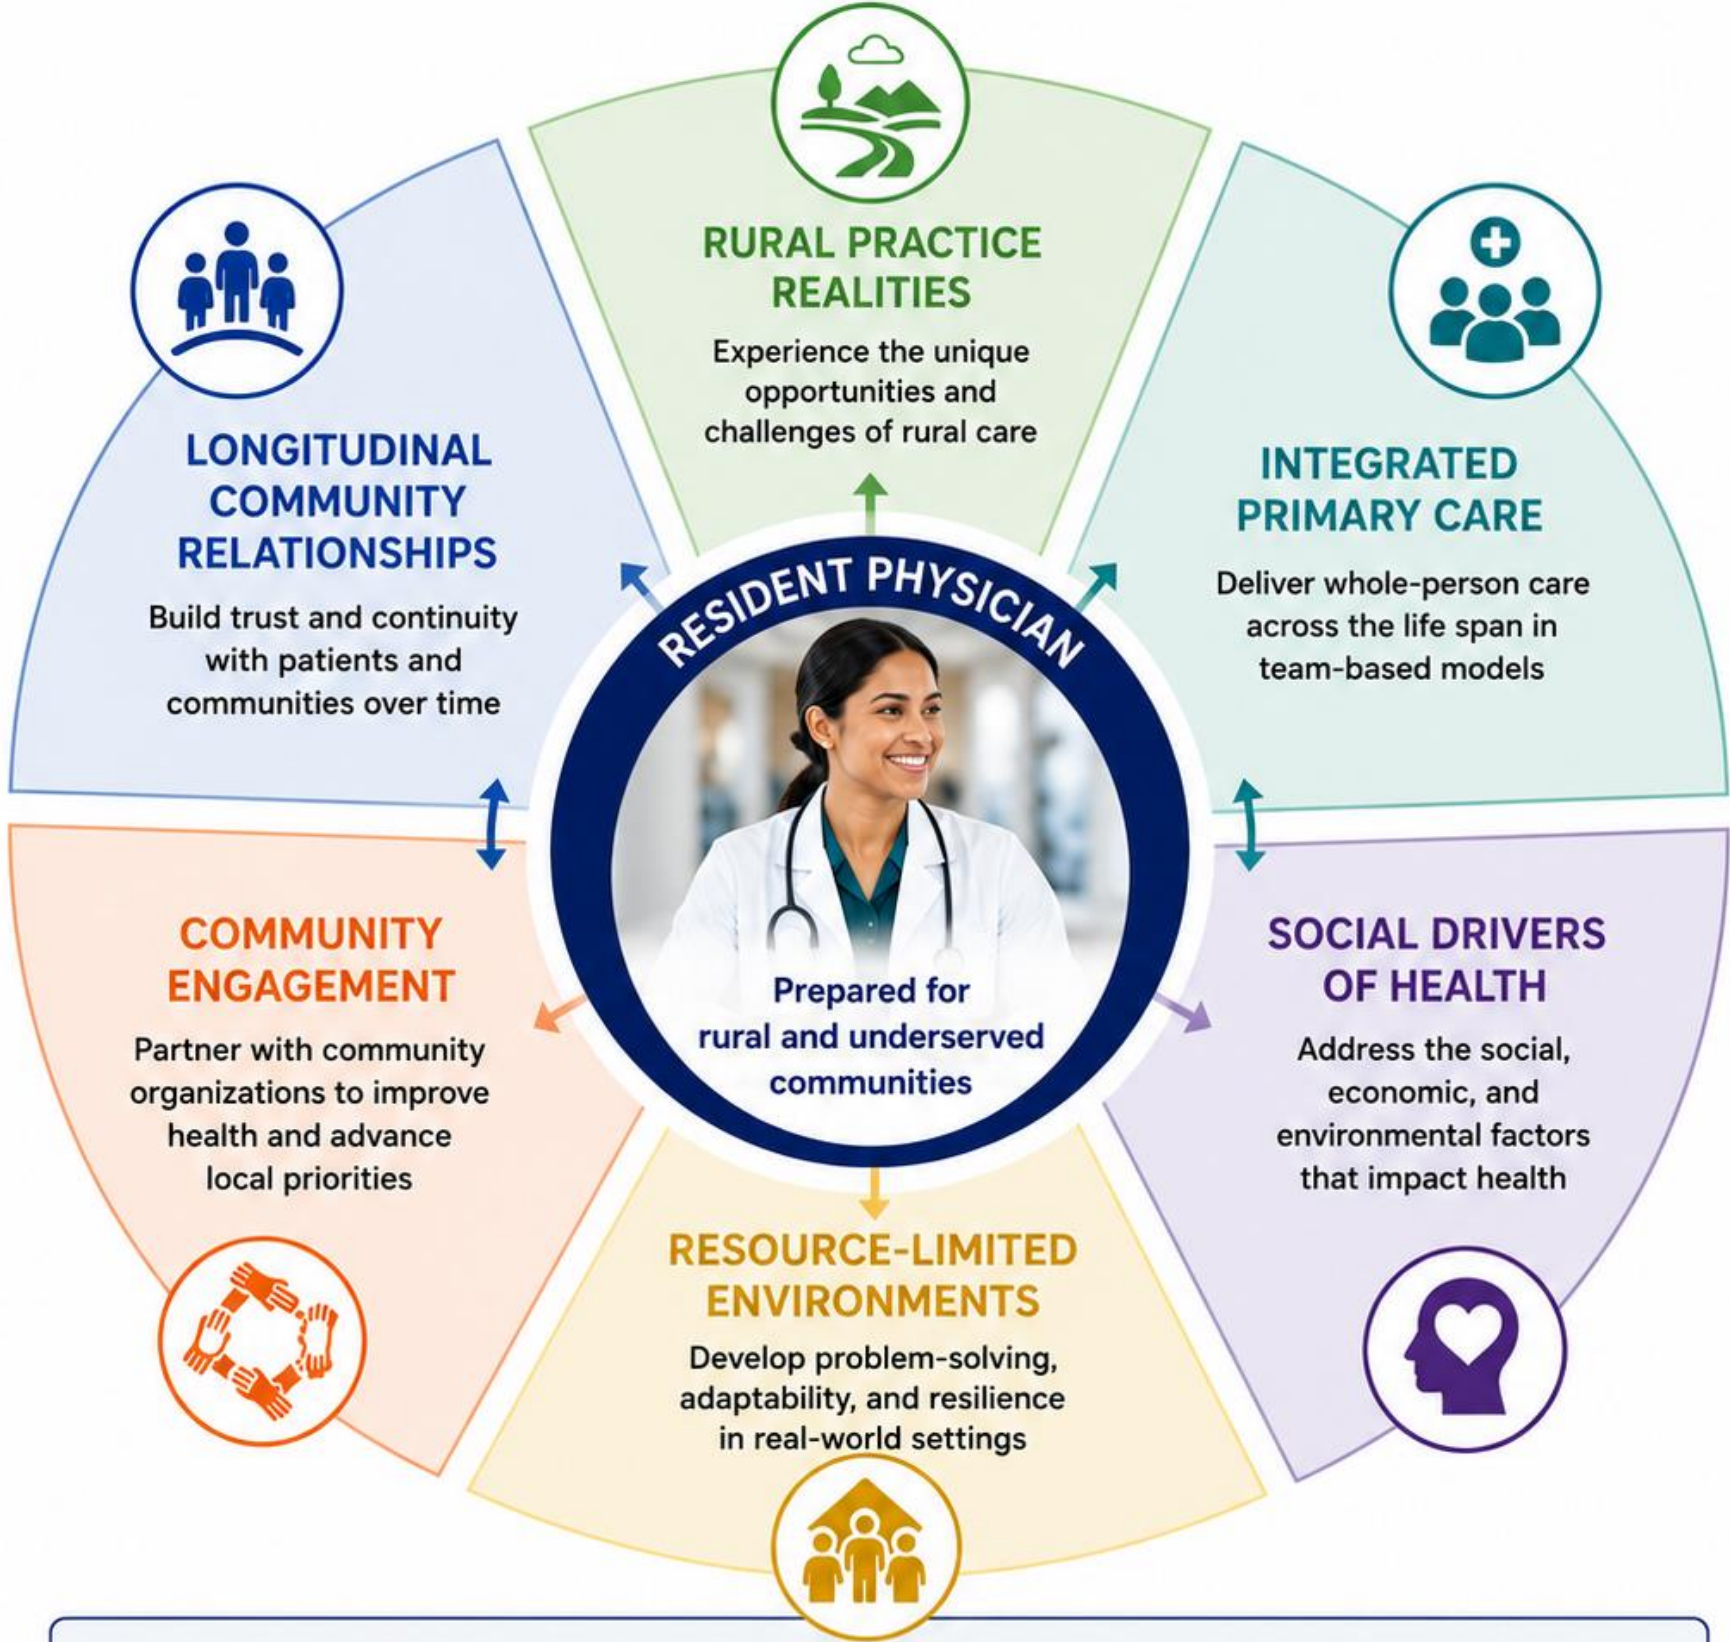 RURAL PRACTICE
REALITIES
Experience the unique
opportunities and
challenges of rural care
LONGITUDINAL
COMMUNITY
RELATIONSHIPS
Build trust and continuity
with patients and
communities over time
INTEGRATED
PRIMARY CARE
Deliver whole-person care
across the life span in
team-based models
RESIDENT PHYSICIAN
Prepared for
rural and underserved
communities
COMMUNITY
ENGAGEMENT
Partner with community
organizations to improve
health and advance
local priorities
SOCIAL DRIVERS
OF HEALTH
Address the social,
economic, and
environmental factors
that impact health
RESOURCE-LIMITED
ENVIRONMENTS
Develop problem-solving,
adaptability, and resilience
in real-world settings